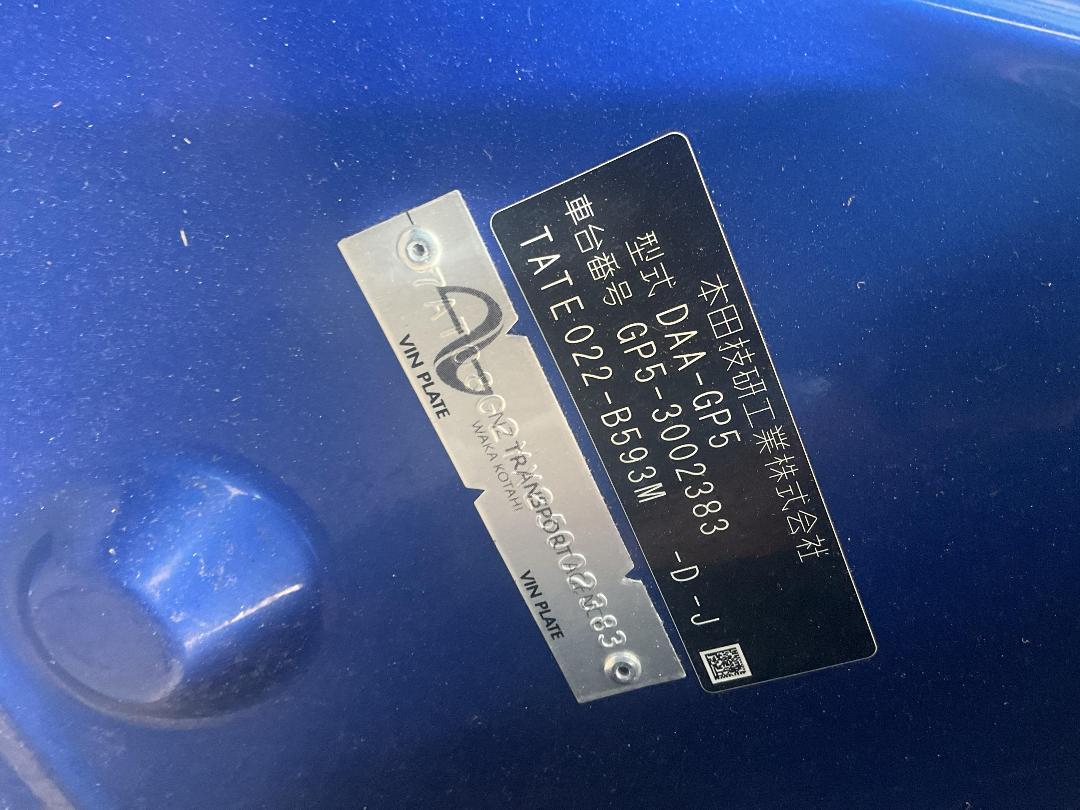 本田技研工業株式会社
型式 DAA-GP5
車台番号 GP5-3002383
TATE022-B593M -D-J
NZ TRANSPORT AGENCY
WAKA KOTAHI
VIN PLATE
VIN PLATE